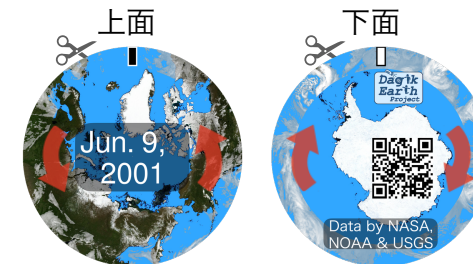 上面
下面
Jun. 9,
2001
Dagik
Earth
Project
Data by NASA,
NOAA & USGS